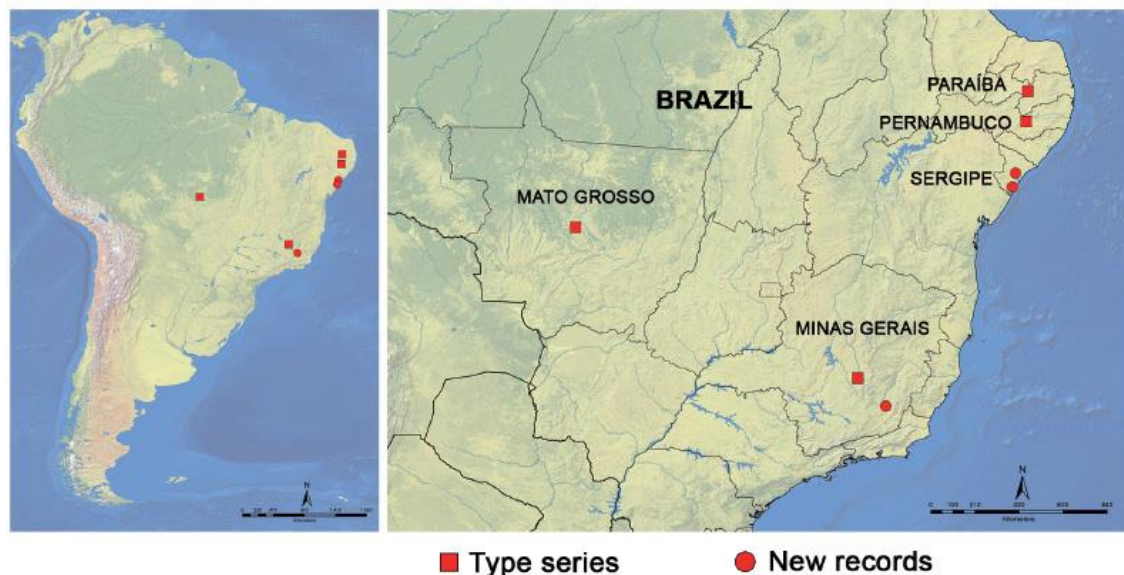 BRAZIL
PARAÍBA
PERNAMBUCO
SERGIPE
MATO GROSSO
MINAS GERAIS
N
N
Type series
New records